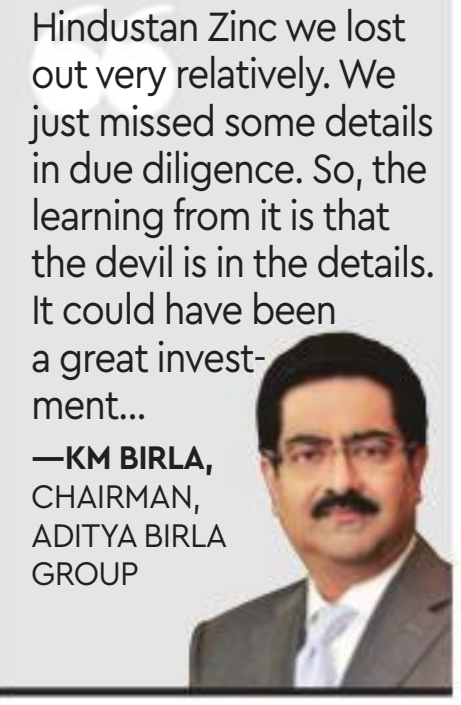 Hindustan Zinc we lost
out very relatively. We
just missed some details
in due diligence. So, the
learning from it is that
the devil is in the details.
It could have been
a great invest-
ment...
—KM BIRLA,
CHAIRMAN,
ADITYA BIRLA
GROUP